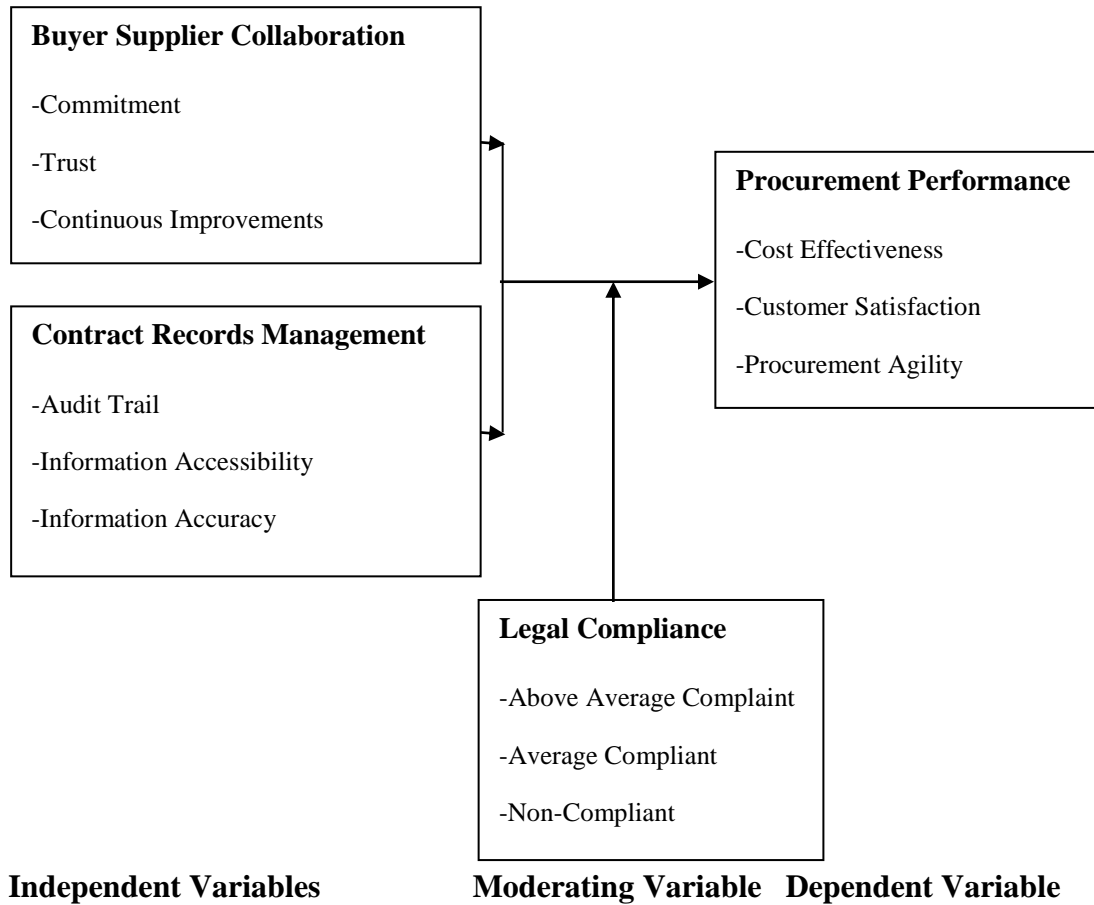 Buyer Supplier Collaboration
-Commitment
-Trust
-Continuous Improvements
Contract Records Management
-Audit Trail
-Information Accessibility
-Information Accuracy
Procurement Performance
-Cost Effectiveness
-Customer Satisfaction
-Procurement Agility
Legal Compliance
-Above Average Complaint
-Average Compliant
-Non-Compliant
Independent Variables Moderating Variable Dependent Variable